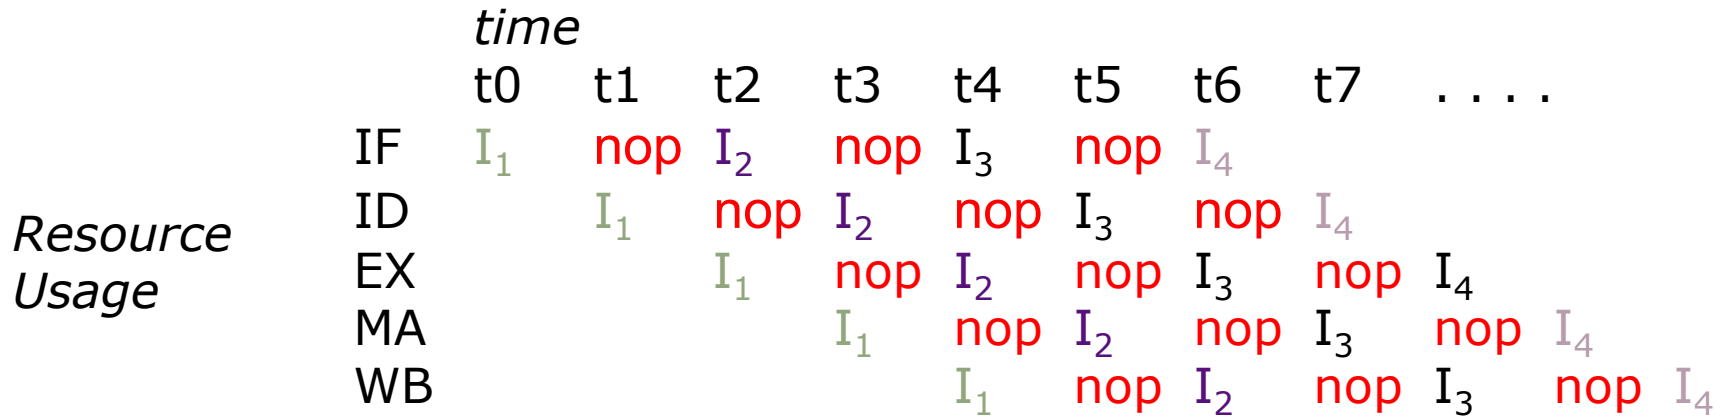 time
t0 t1 t2 t3 t4 t5 t6 t7 . . . .
IF I₁ nop I₂ nop I₃ nop I₄
ID I₁ nop I₂ nop I₃ nop I₄
Resource
Usage
EX I₁ nop I₂ nop I₃ nop I₄
MA I₁ nop I₂ nop I₃ nop I₄
WB I₁ nop I₂ nop I₃ nop I₄